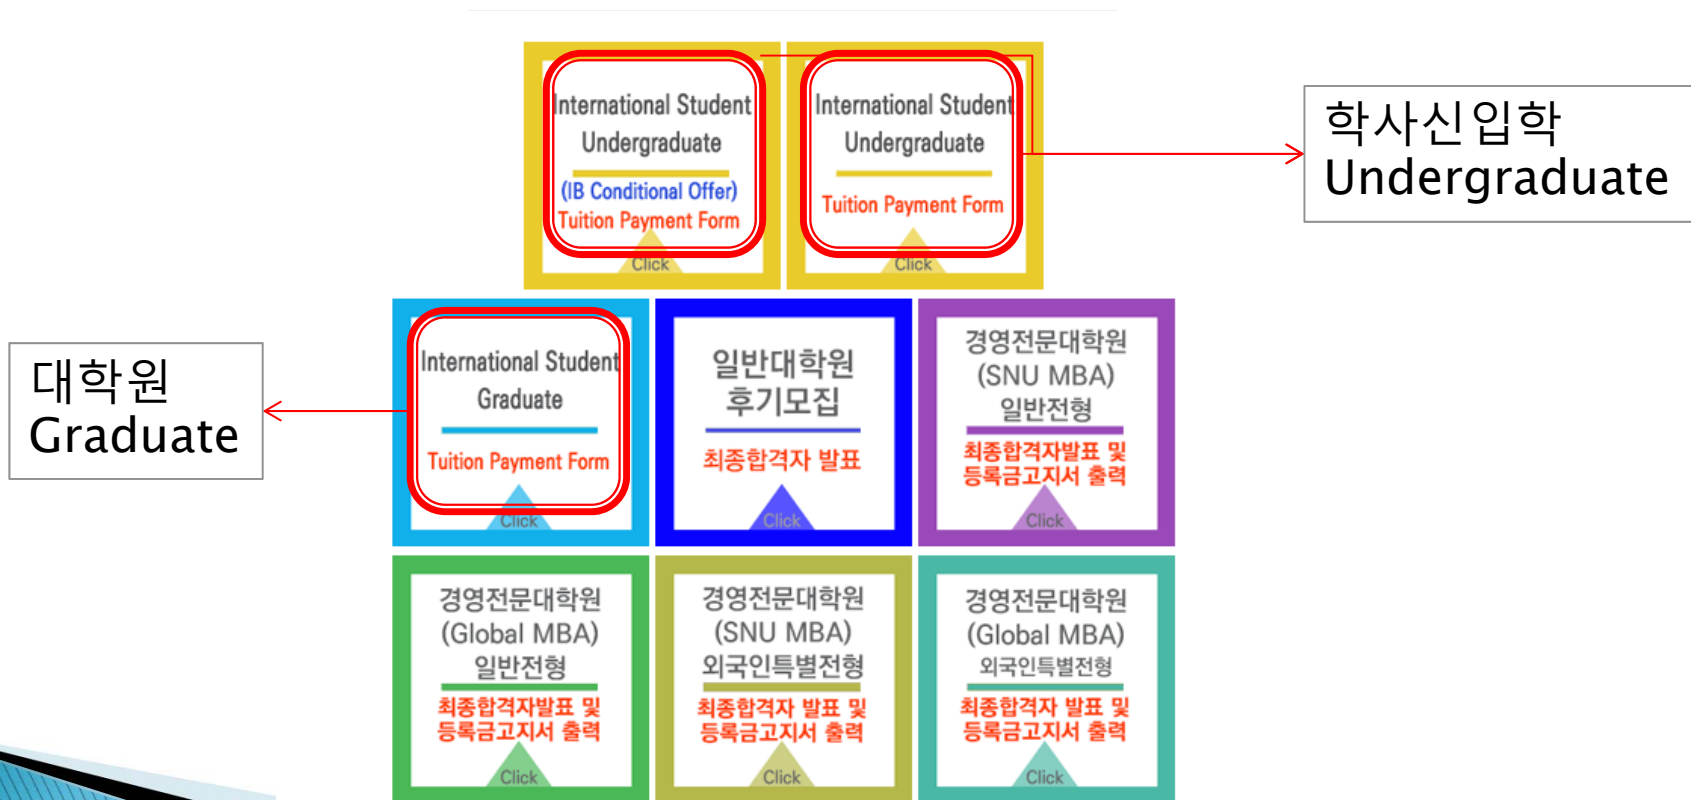 International Student
Undergraduate
(IB Conditional Offer)
Tuition Payment Form
Click
International Student
Undergraduate
Tuition Payment Form
Click
학사신입학
Undergraduate
대학원
Graduate
International Student
Graduate
Tuition Payment Form
Click
일반대학원
후기모집
최종합격자 발표
Click
경영전문대학원
(SNU MBA)
일반전형
최종합격자발표 및
등록금고지서 출력
Click
경영전문대학원
(Global MBA)
일반전형
최종합격자발표 및
등록금고지서 출력
Click
경영전문대학원
(SNU MBA)
외국인특별전형
최종합격자 발표 및
등록금고지서 출력
Click
경영전문대학원
(Global MBA)
외국인특별전형
최종합격자 발표 및
등록금고지서 출력
Click